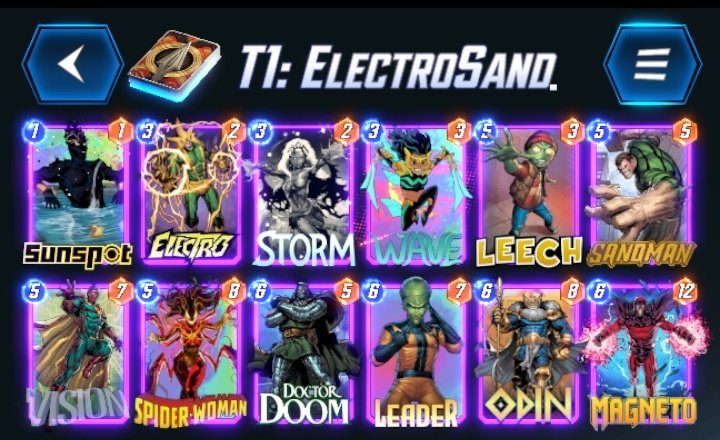 T1: ElectroSand.
1 1 3 2 3 2 3 3 5 3 5 5
Sunspot Electro Storm Wave Leech Sandman
5 7 5 8 6 5 6 7 6 8 6 12
Vision Spider-Woman Doctor Doom Leader Odin Magneto